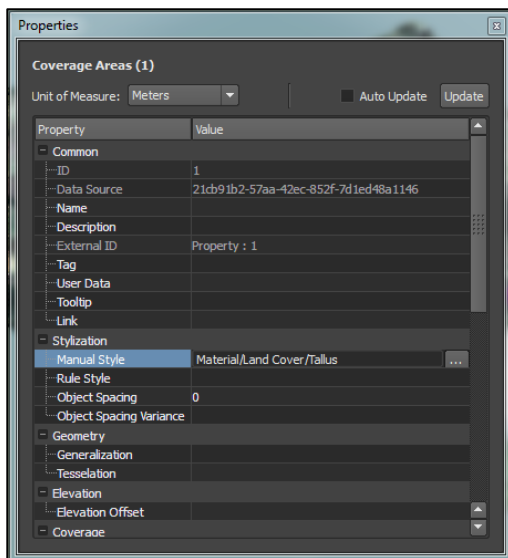 Properties
Coverage Areas (1)
Unit of Measure: Meters Auto Update Update
Property Value
Common
ID 1
Data Source 21cb91b2-57aa-42ec-852f-7d1ed48a1146
Name
Description
External ID Property : 1
Tag
User Data
Tooltip
Link
Stylization
Manual Style Material/Land Cover/Tallus ...
Rule Style
Object Spacing 0
Object Spacing Variance
Geometry
Generalization
Tesselation
Elevation
Elevation Offset
Coverage